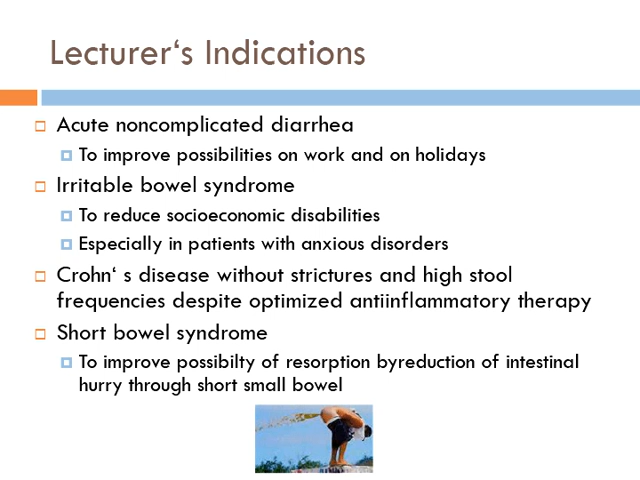 Lecturer‘s Indications
Acute noncomplicated diarrhea
To improve possibilities on work and on holidays
Irritable bowel syndrome
To reduce socioeconomic disabilities
Especially in patients with anxious disorders
Crohn‘ s disease without strictures and high stool
frequencies despite optimized antiinflammatory therapy
Short bowel syndrome
To improve possibilty of resorption byreduction of intestinal
hurry through short small bowel